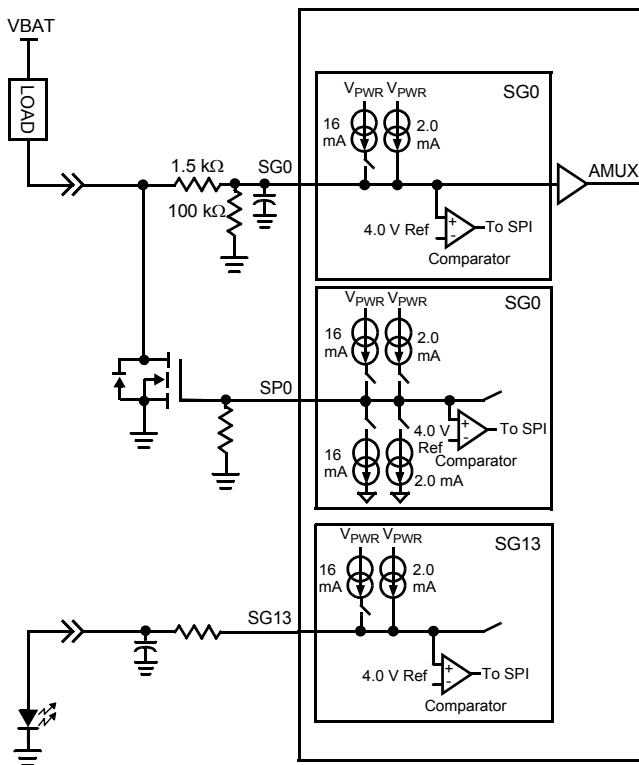 VBAT
LOAD
1.5 kΩ
100 kΩ
SG0
VPWR VPWR
SG0
16 mA
2.0 mA
4.0 V Ref
+
-
To SPI
Comparator
AMUX
SP0
VPWR VPWR
SG0
16 mA
2.0 mA
16 mA
2.0 mA
4.0 V Ref
+
-
To SPI
Comparator
SG13
VPWR VPWR
SG13
16 mA
2.0 mA
4.0 V Ref
+
-
To SPI
Comparator